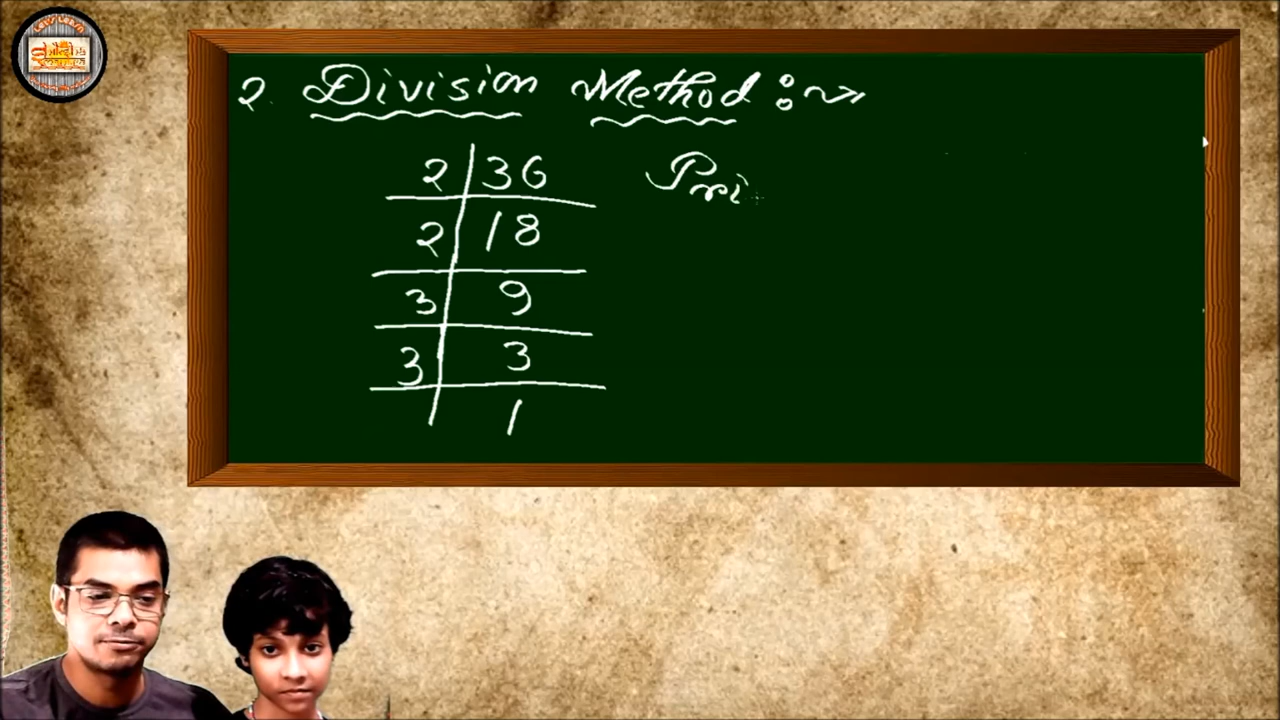 2. Division Method :~
2 | 36
Pri
2 | 18
3 | 9
3 | 3
1